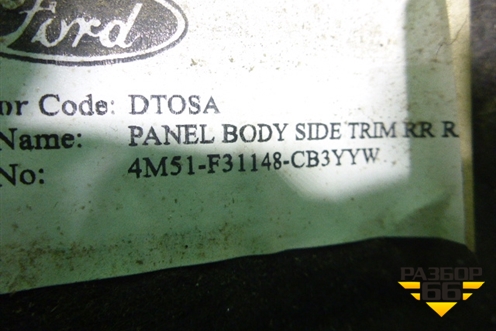 Ford
or Code: DTOSA
Name: PANEL BODY SIDE TRIM RR R
No: 4M51-F31148-CB3YYW
РАЗБОР
66